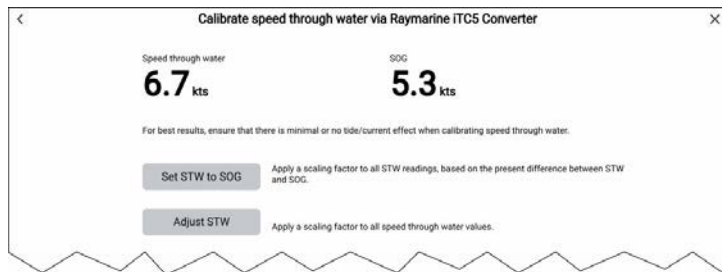 Calibrate speed through water via Raymarine iTC5 Converter
Speed through water
SOG
6.7 kts
5.3 kts
For best results, ensure that there is minimal or no tide/current effect when calibrating speed through water.
Set STW to SOG
Apply a scaling factor to all STW readings, based on the present difference between STW
and SOG.
Adjust STW
Apply a scaling factor to all speed through water values.